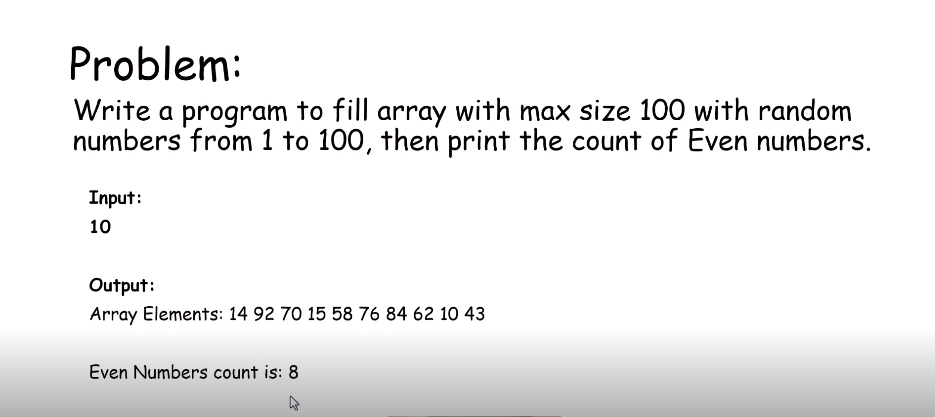 Problem:
Write a program to fill array with max size 100 with random
numbers from 1 to 100, then print the count of Even numbers.
Input:
10
Output:
Array Elements: 14 92 70 15 58 76 84 62 10 43
Even Numbers count is: 8